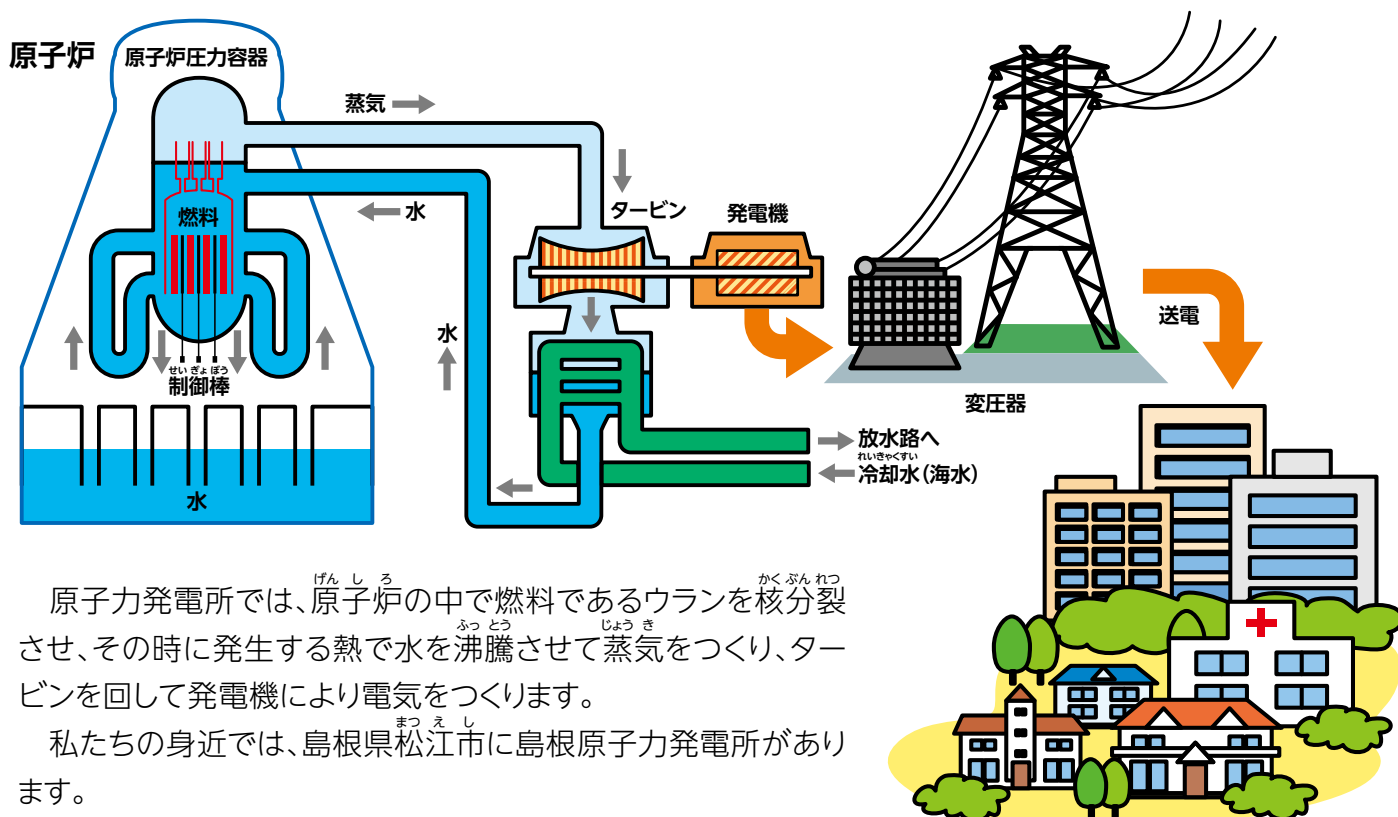 原子炉
原子炉圧力容器
蒸気
タービン
発電機
水
燃料
水
せいぎょぼう
制御棒
水
送電
変圧器
放水路へ
れいきゃくすい
冷却水(海水)
げんしろ
かくぶんれつ
原子力発電所では、原子炉の中で燃料であるウランを核分裂
ふっとう
じょうき
させ、その時に発生する熱で水を沸騰させて蒸気をつくり、ター
ビンを回して発電機により電気をつくります。
まつえし
私たちの身近では、島根県松江市に島根原子力発電所があり
ます。